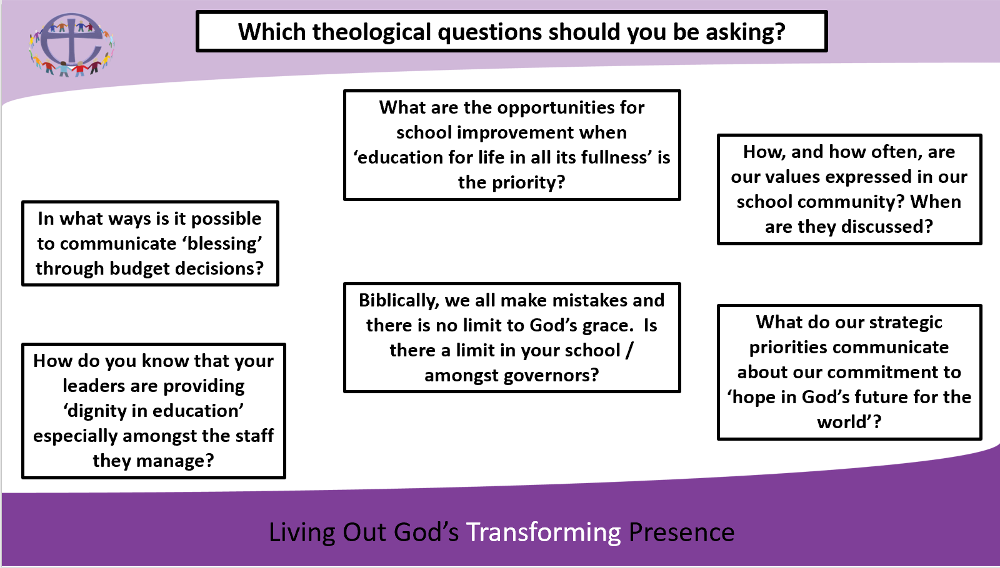 Which theological questions should you be asking?
What are the opportunities for
school improvement when
‘education for life in all its fullness’ is
the priority?
How, and how often, are
our values expressed in our
school community? When
are they discussed?
In what ways is it possible
to communicate ‘blessing’
through budget decisions?
Biblically, we all make mistakes and
there is no limit to God’s grace.  Is
there a limit in your school /
amongst governors?
What do our strategic
priorities communicate
about our commitment to
‘hope in God’s future for the
world’?
How do you know that your
leaders are providing
‘dignity in education’
especially amongst the staff
they manage?
Living Out God’s Transforming Presence